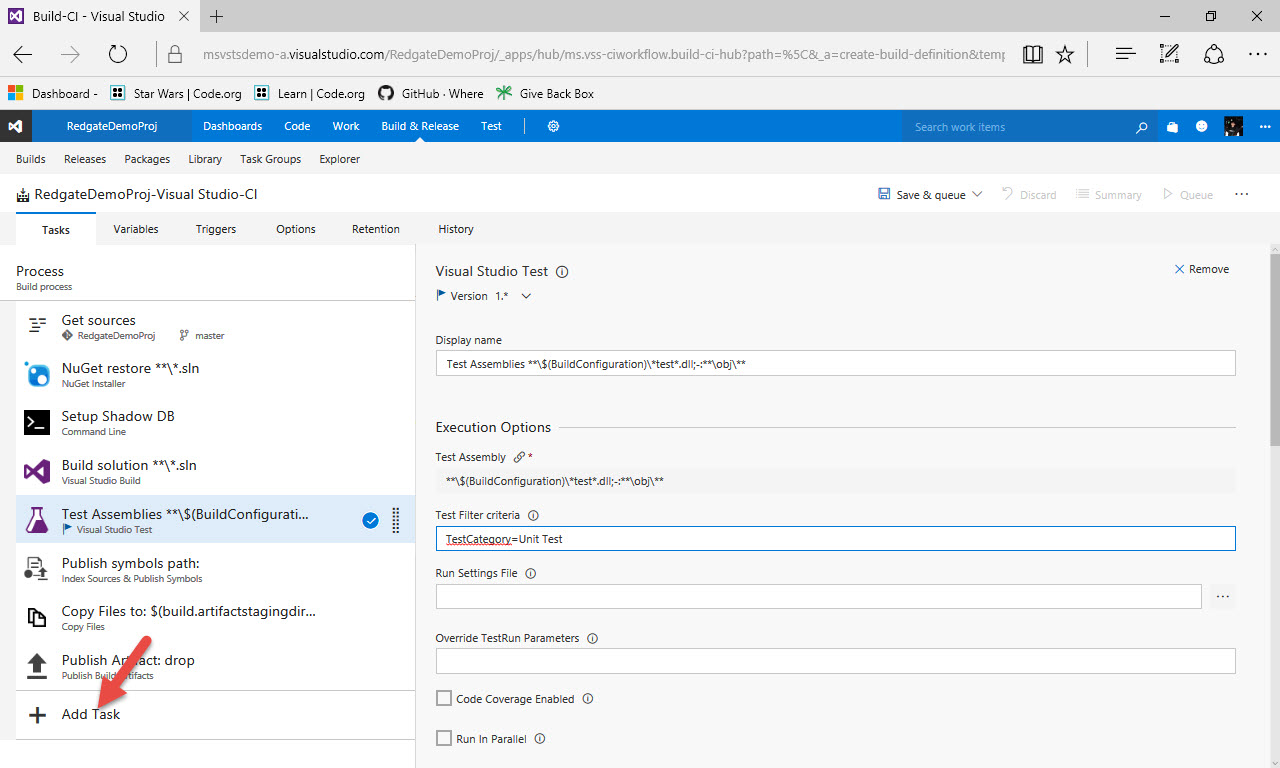 Build-CI - Visual Studio
msvstsdemo-a.visualstudio.com/RedgateDemoProj/_apps/hub/ms.vss-ciworkflow.build-ci-hub?path=%5C&_a=create-build-definition&temp
Dashboard - Star Wars | Code.org Learn | Code.org GitHub · Where Give Back Box
RedgateDemoProj Dashboards Code Work Build & Release Test Search work items
Builds Releases Packages Library Task Groups Explorer
RedgateDemoProj-Visual Studio-CI Save & queue Discard Summary Queue ...
Tasks Variables Triggers Options Retention History
Process
Build process
Get sources
RedgateDemoProj master
NuGet restore **\*.sln
NuGet Installer
Setup Shadow DB
Command Line
Build solution **\*.sln
Visual Studio Build
Test Assemblies **\$(BuildConfigurati...
Visual Studio Test
Publish symbols path:
Index Sources & Publish Symbols
Copy Files to: $(build.artifactstagingdir...
Copy Files
Publish Artifact: drop
Publish Build Artifacts
+ Add Task
Visual Studio Test
Remove
Version 1.*
Display name
Test Assemblies **\$(BuildConfiguration)\*test*.dll;-:**\obj\**
Execution Options
Test Assembly *
**\$(BuildConfiguration)\*test*.dll;-:**\obj\**
Test Filter criteria
TestCategory=Unit Test
Run Settings File
...
Override TestRun Parameters
Code Coverage Enabled
Run In Parallel